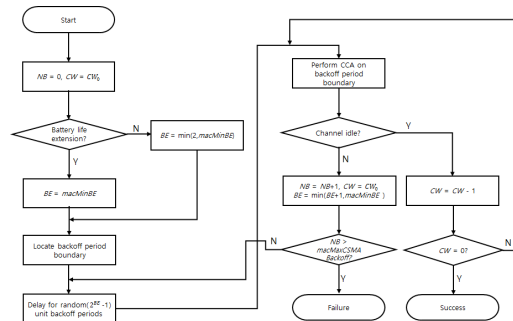 Start
NB = 0, CW = CW₀
Battery life
extension?
N
BE = min(2,macMinBE)
Y
BE = macMinBE
Locate backoff period
boundary
Delay for random(2^BE -1)
unit backoff periods
Perform CCA on
backoff period
boundary
Channel idle?
Y
N
NB = NB+1, CW = CW₀
BE = min(BE+1,macMinBE )
CW = CW - 1
N
NB >
macMaxCSMA
Backoff?
Y
CW = 0?
N
Y
Failure
Success